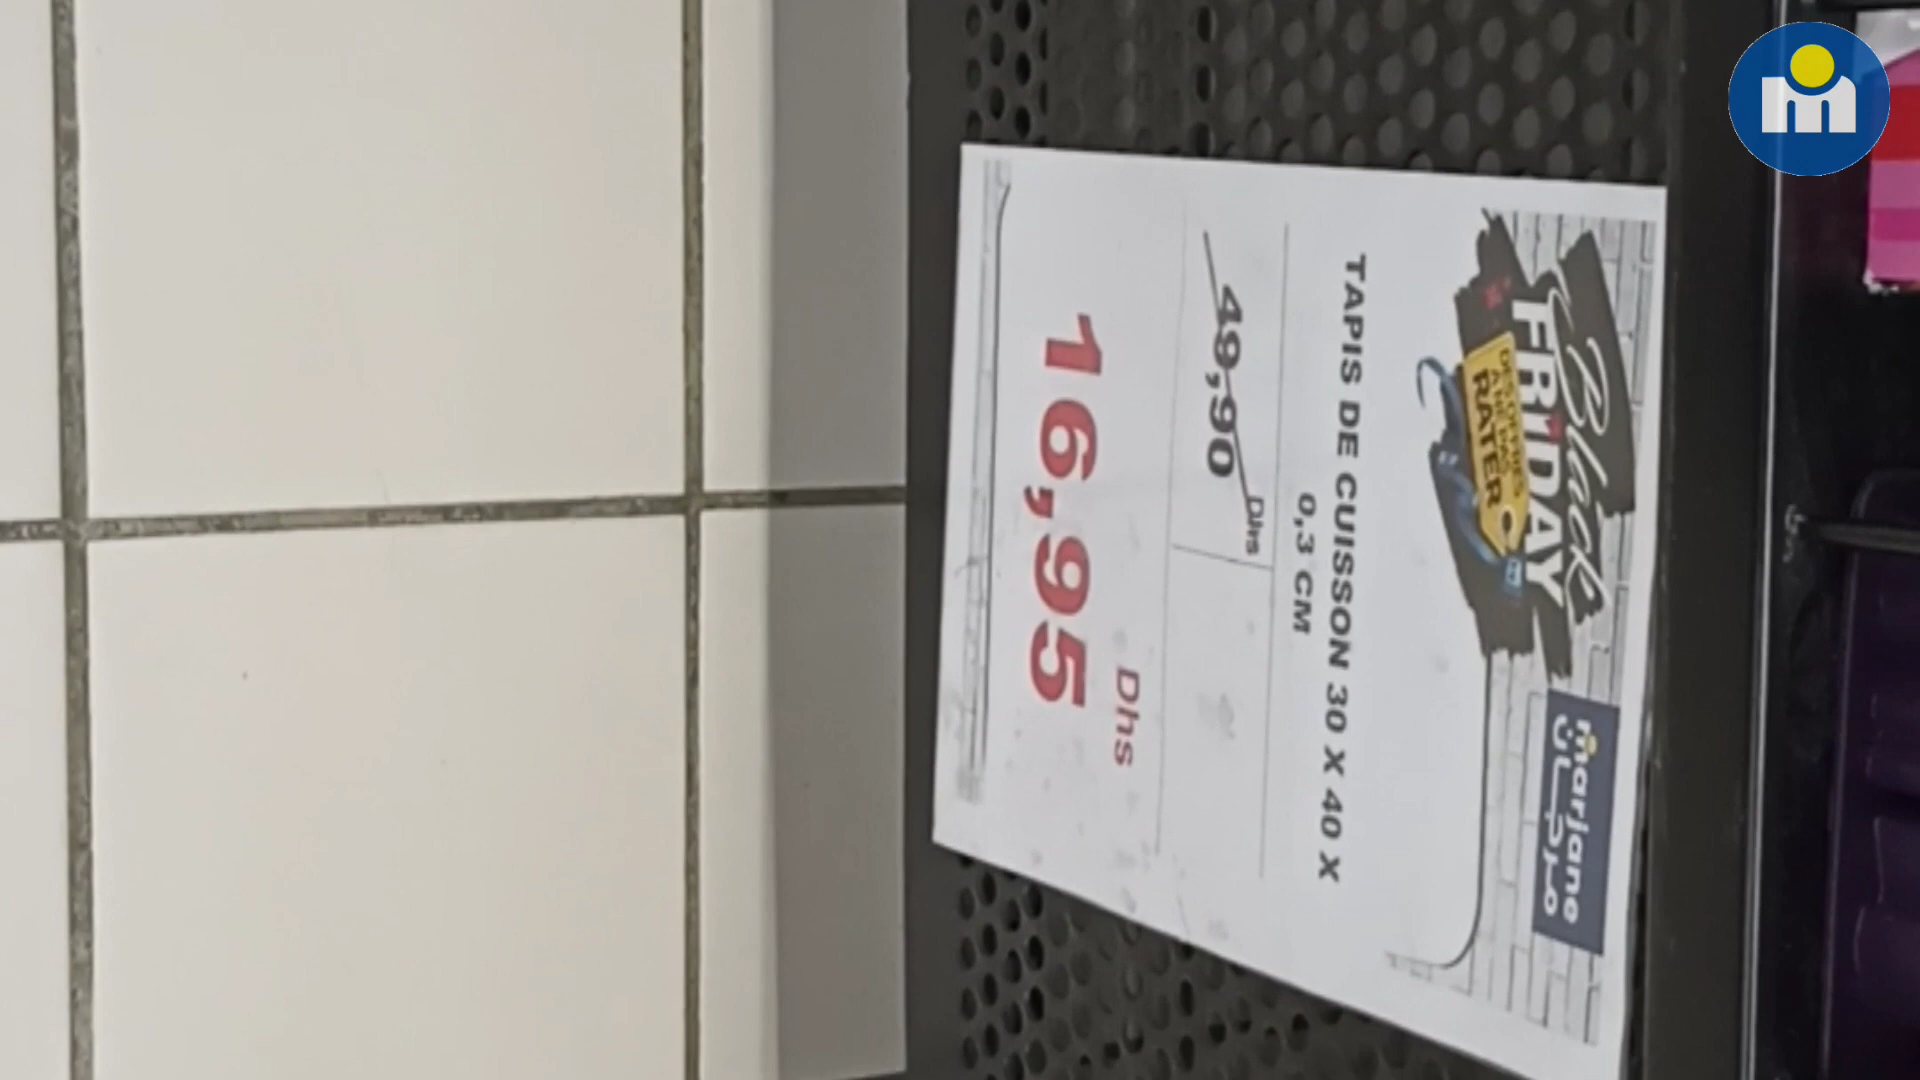 Black
FRIDAY
DES OFFRES
À NE PAS
RATER
marjane
مرجان
TAPIS DE CUISSON 30 X 40 X
0,3 CM
49,90 Dhs
16,95 Dhs
m